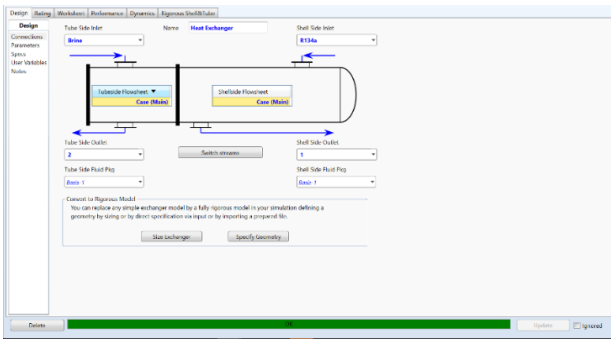 Design Rating Worksheet Performance Dynamics Rigorous Shell&Tube
Design
Connections
Parameters
Specs
User Variables
Notes
Tube Side Inlet Name Heat Exchanger Shell Side Inlet
Brine R134a
Tubeside Flowsheet Shellside Flowsheet
Case (Main) Case (Main)
Tube Side Outlet Shell Side Outlet
2 Switch streams 1
Tube Side Fluid Pkg Shell Side Fluid Pkg
Basis-1 Basis-1
Convert to Rigorous Model
You can replace any simple exchanger model by a fully rigorous model in your simulation defining a
geometry by sizing or by direct specification via input or by importing a prepared file.
Size Exchanger Specify Geometry
Delete OK Update Ignored